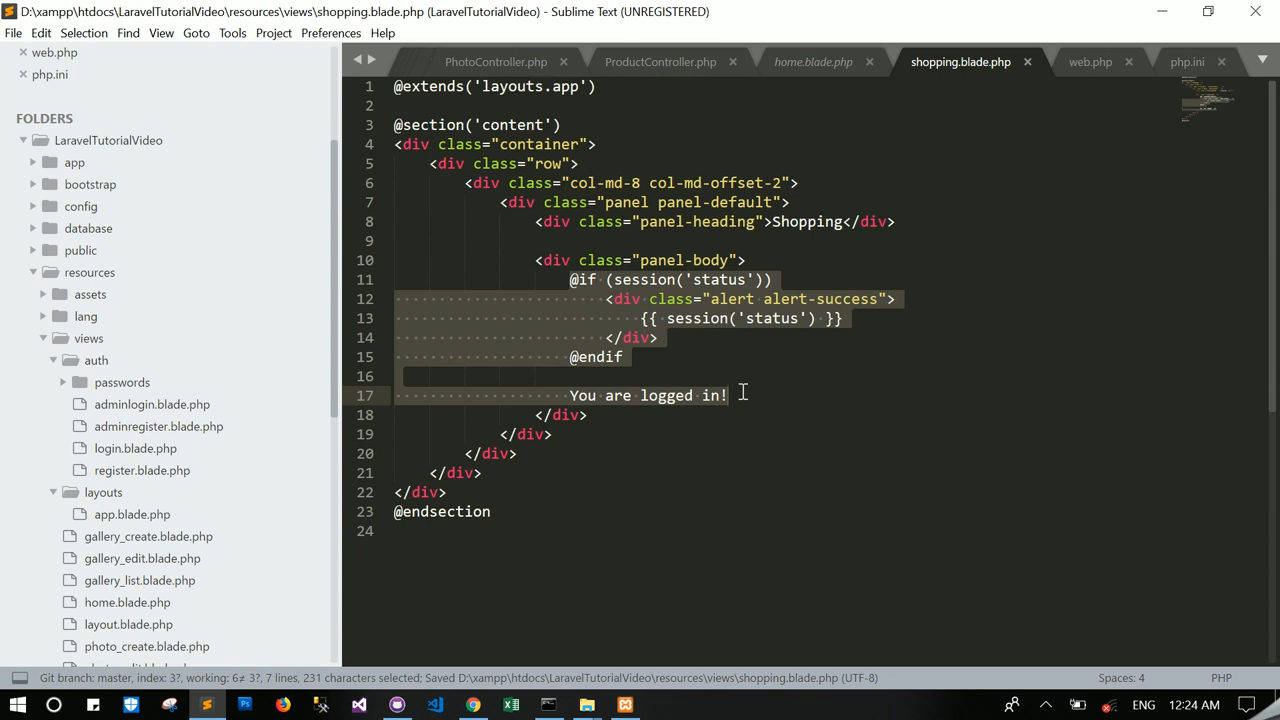 D:\xampp\htdocs\LaravelTutorialVideo\resources\views\shopping.blade.php (LaravelTutorialVideo) - Sublime Text (UNREGISTERED)
File Edit Selection Find View Goto Tools Project Preferences Help
web.php
php.ini
FOLDERS
LaravelTutorialVideo
app
bootstrap
config
database
public
resources
assets
lang
views
auth
passwords
adminlogin.blade.php
adminregister.blade.php
login.blade.php
register.blade.php
layouts
app.blade.php
gallery_create.blade.php
gallery_edit.blade.php
gallery_list.blade.php
home.blade.php
layout.blade.php
photo_create.blade.php
PhotoController.php ProductController.php home.blade.php shopping.blade.php web.php php.ini
1 @extends('layouts.app')
2
3 @section('content')
4 <div class="container">
5 <div class="row">
6 <div class="col-md-8 col-md-offset-2">
7 <div class="panel panel-default">
8 <div class="panel-heading">Shopping</div>
9
10 <div class="panel-body">
11 @if (session('status'))
12 <div class="alert alert-success">
13 {{ session('status') }}
14 </div>
15 @endif
16
17 You are logged in!
18 </div>
19 </div>
20 </div>
21 </div>
22 </div>
23 @endsection
24
Git branch: master, index: 3?, working: 6≠ 3?, 7 lines, 231 characters selected; Saved D:\xampp\htdocs\LaravelTutorialVideo\resources\views\shopping.blade.php (UTF-8) Spaces: 4 PHP
ENG 12:24 AM